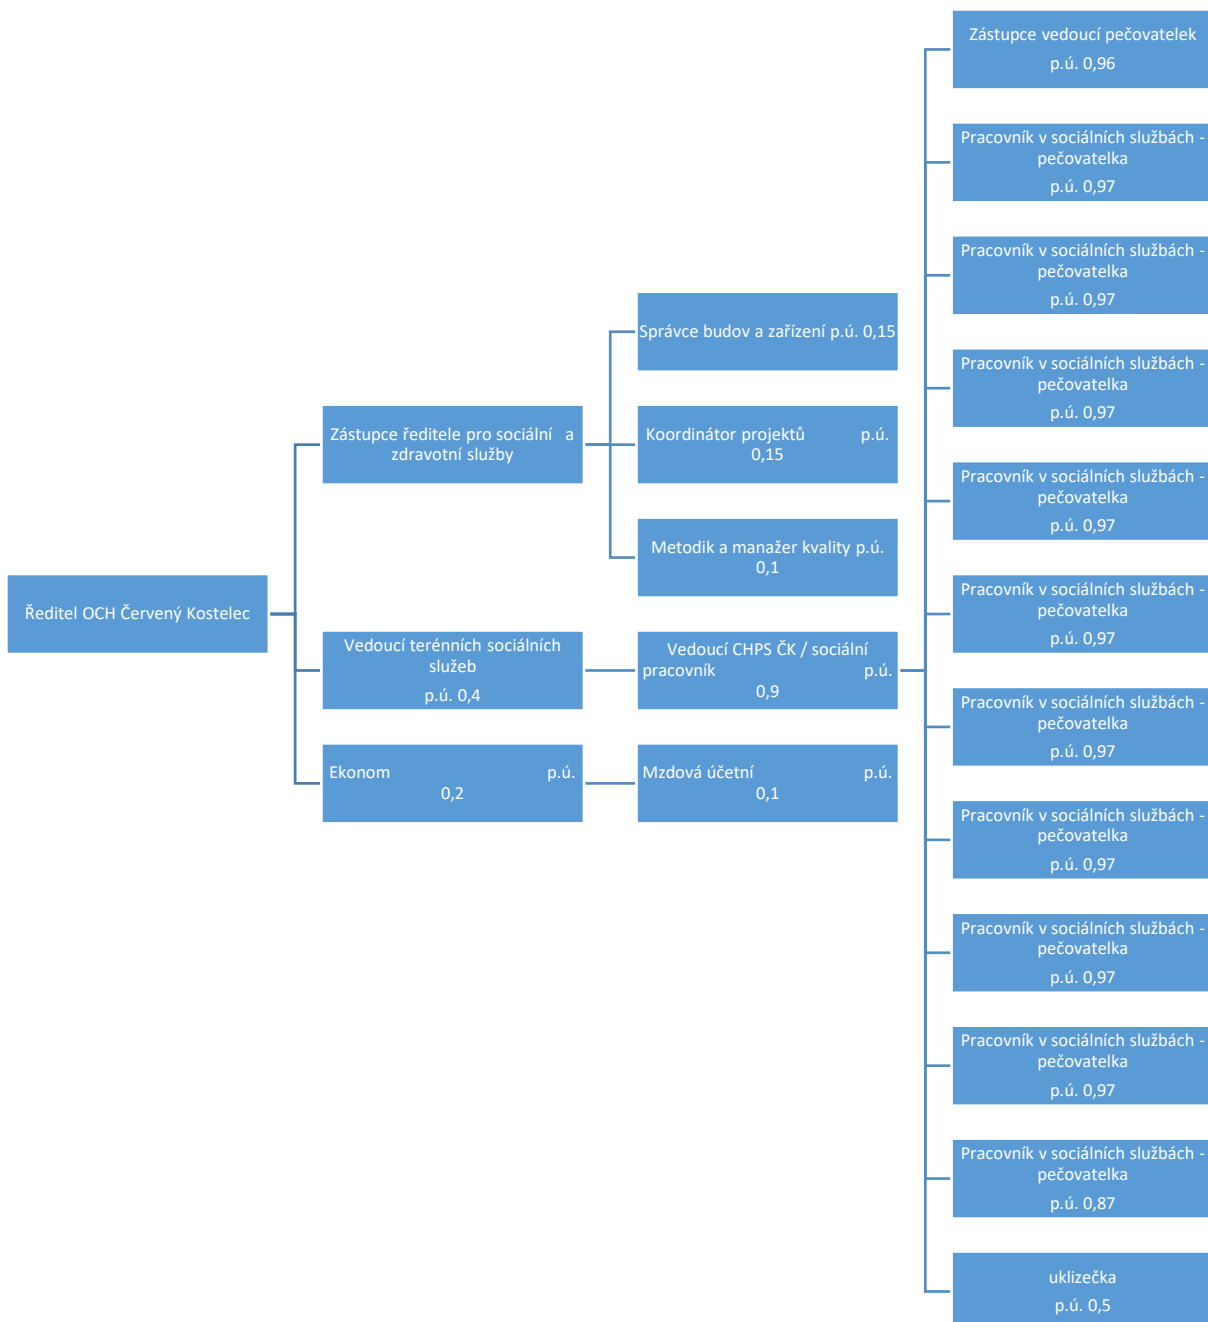 Ředitel OCH Červený Kostelec
Zástupce ředitele pro sociální a
zdravotní služby
Správce budov a zařízení p.ú. 0,15
Koordinátor projektů p.ú.
0,15
Metodik a manažer kvality p.ú.
0,1
Vedoucí terénních sociálních
služeb
p.ú. 0,4
Vedoucí CHPS ČK / sociální
pracovník p.ú.
0,9
Zástupce vedoucí pečovatelek
p.ú. 0,96
Pracovník v sociálních službách -
pečovatelka
p.ú. 0,97
Pracovník v sociálních službách -
pečovatelka
p.ú. 0,97
Pracovník v sociálních službách -
pečovatelka
p.ú. 0,97
Pracovník v sociálních službách -
pečovatelka
p.ú. 0,97
Pracovník v sociálních službách -
pečovatelka
p.ú. 0,97
Pracovník v sociálních službách -
pečovatelka
p.ú. 0,97
Pracovník v sociálních službách -
pečovatelka
p.ú. 0,97
Pracovník v sociálních službách -
pečovatelka
p.ú. 0,97
Pracovník v sociálních službách -
pečovatelka
p.ú. 0,97
Pracovník v sociálních službách -
pečovatelka
p.ú. 0,87
uklizečka
p.ú. 0,5
Ekonom p.ú.
0,2
Mzdová účetní p.ú.
0,1